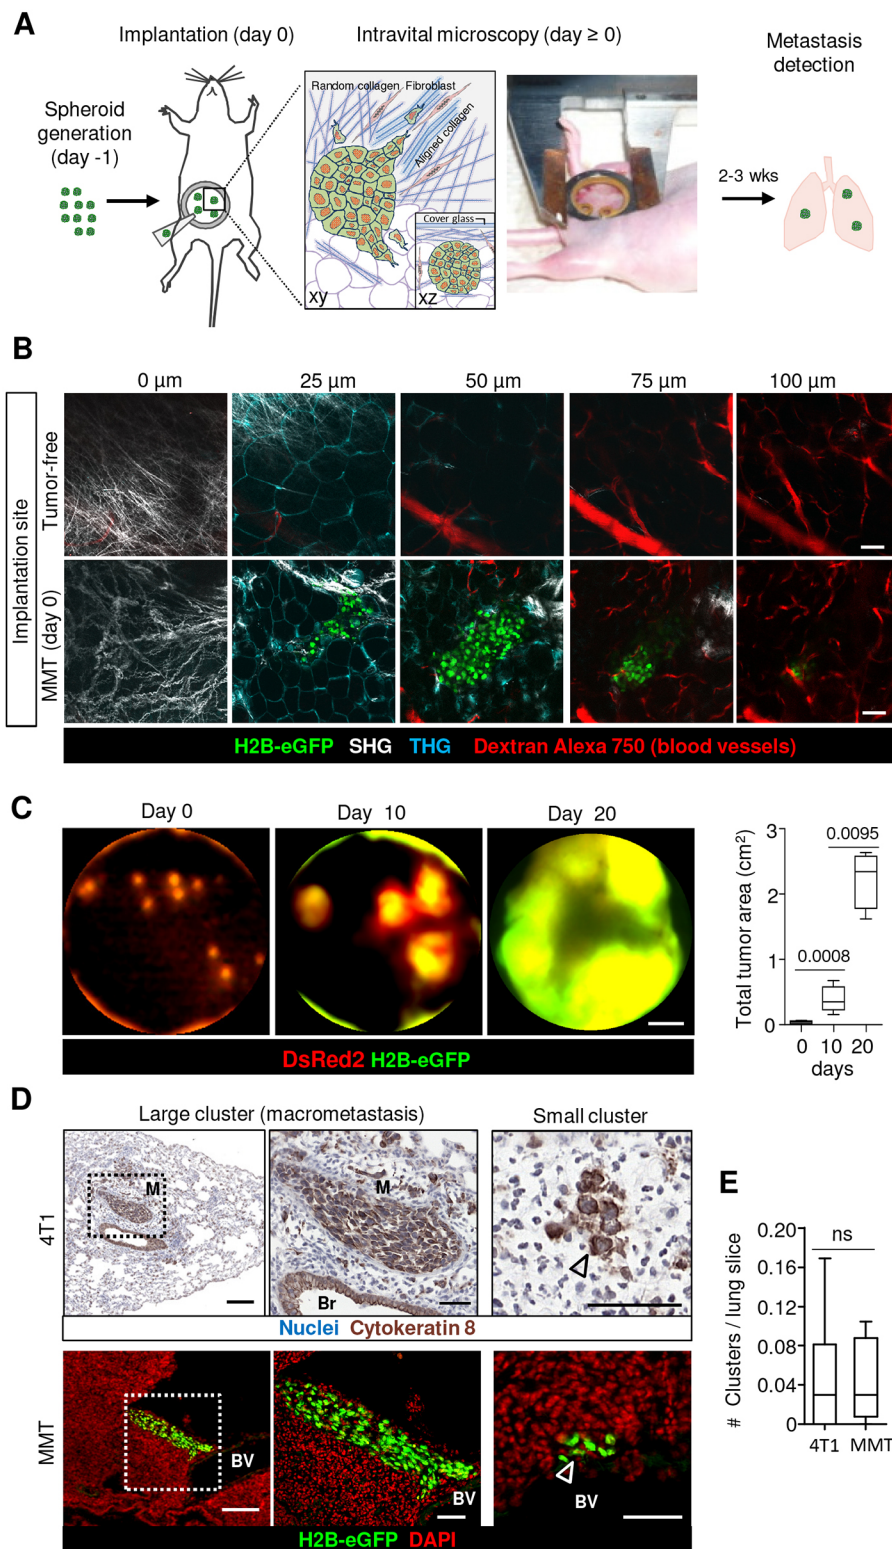 A
Implantation (day 0)
Intravital microscopy (day ≥ 0)
Metastasis
detection
Spheroid
generation
(day -1)
Random collagen
Fibroblast
Aligned collagen
Cover glass
xy
xz
2-3 wks
B
0 µm
25 µm
50 µm
75 µm
100 µm
Implantation site
Tumor-free
MMT (day 0)
H2B-eGFP SHG THG Dextran Alexa 750 (blood vessels)
C
Day 0
Day 10
Day 20
DsRed2 H2B-eGFP
Total tumor area (cm²)
3
2
1
0
0.0095
0.0008
0 10 20
days
D
Large cluster (macrometastasis)
Small cluster
4T1
M
M
Br
Nuclei Cytokeratin 8
MMT
BV
BV
BV
H2B-eGFP DAPI
E
# Clusters / lung slice
0.20
0.16
0.12
0.08
0.04
0
ns
4T1 MMT